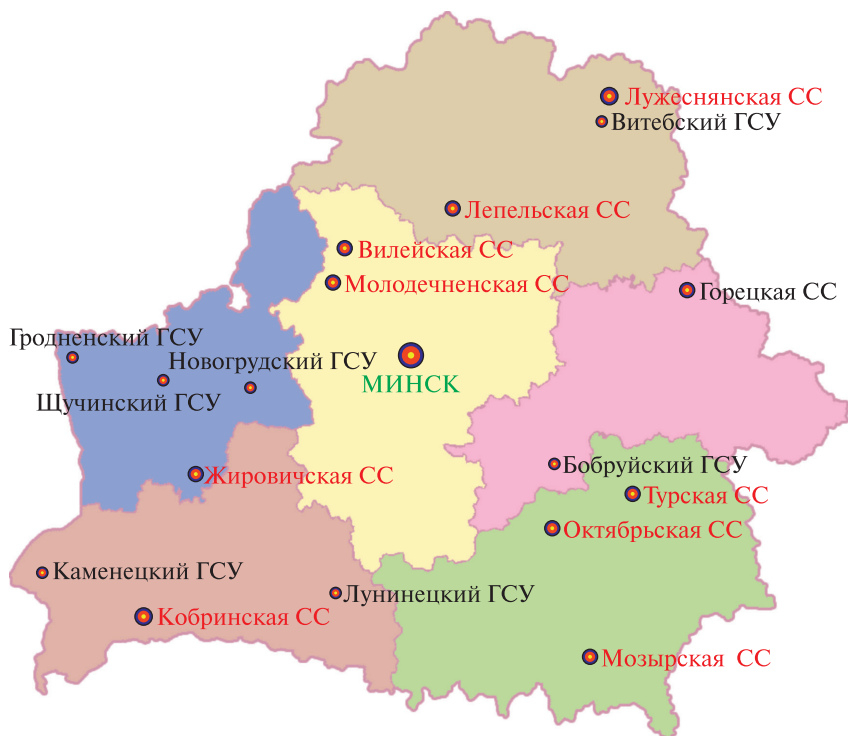 Лужеснянская СС
Витебский ГСУ
Лепельская СС
Вилейская СС
Молодечненская СС
Горецкая СС
Гродненский ГСУ
Новогрудский ГСУ
МИНСК
Щучинский ГСУ
Бобруйский ГСУ
Жировичская СС
Турская СС
Октябрьская СС
Каменецкий ГСУ
Лунинецкий ГСУ
Кобринская СС
Мозырская СС